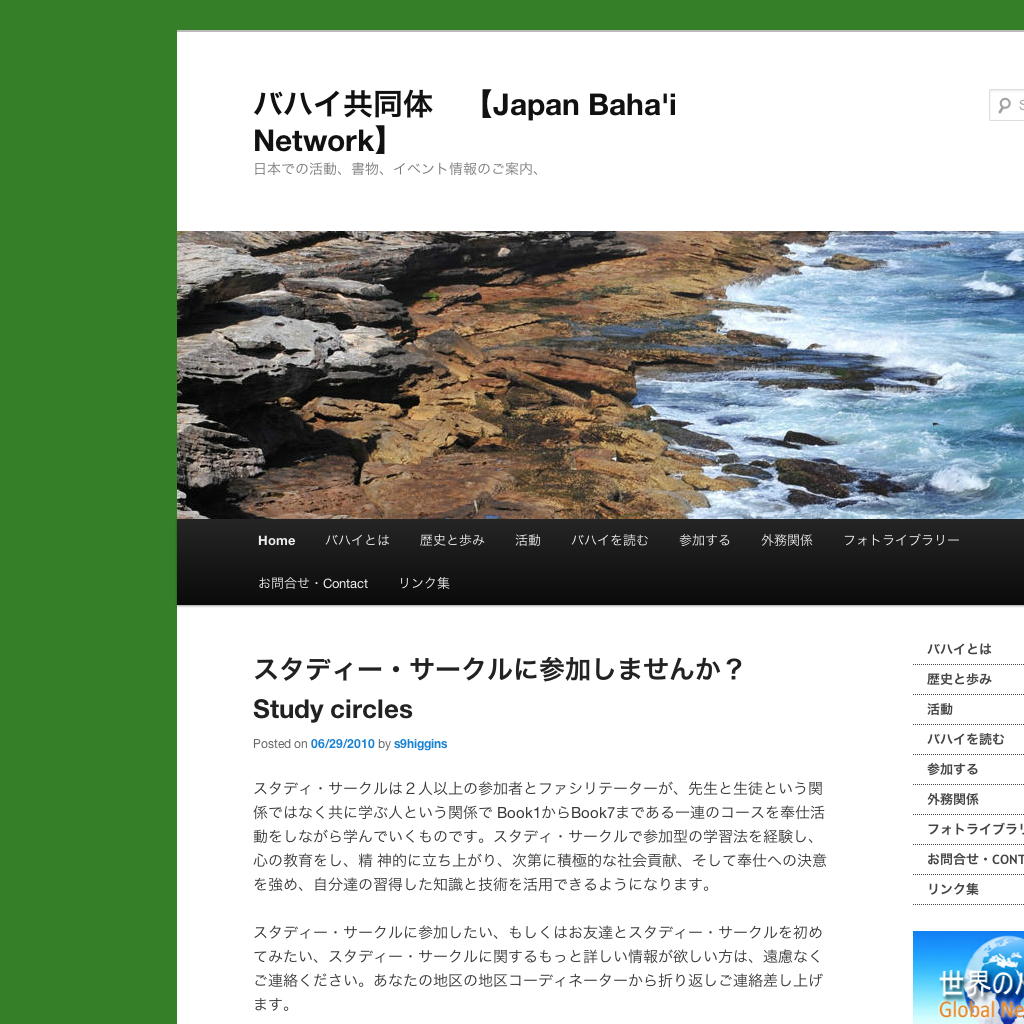 バハイ共同体　【Japan Baha'i
Network】
日本での活動、書物、イベント情報のご案内、
Home バハイとは 歴史と歩み 活動 バハイを読む 参加する 外務関係 フォトライブラリー
お問合せ・Contact リンク集
スタディー・サークルに参加しませんか？
Study circles
Posted on 06/29/2010 by s9higgins
スタディ・サークルは２人以上の参加者とファシリテーターが、先生と生徒という関
係ではなく共に学ぶ人という関係で Book1からBook7まである一連のコースを奉仕活
動をしながら学んでいくものです。スタディ・サークルで参加型の学習法を経験し、
心の教育をし、精 神的に立ち上がり、次第に積極的な社会貢献、そして奉仕への決意
を強め、自分達の習得した知識と技術を活用できるようになります。
スタディー・サークルに参加したい、もしくはお友達とスタディー・サークルを初め
てみたい、スタディー・サークルに関するもっと詳しい情報が欲しい方は、遠慮なく
ご連絡ください。あなたの地区の地区コーディネーターから折り返しご連絡差し上げ
ます。
バハイとは
歴史と歩み
活動
バハイを読む
参加する
外務関係
フォトライブラリ
お問合せ・CONT
リンク集
世界の
Global Ne